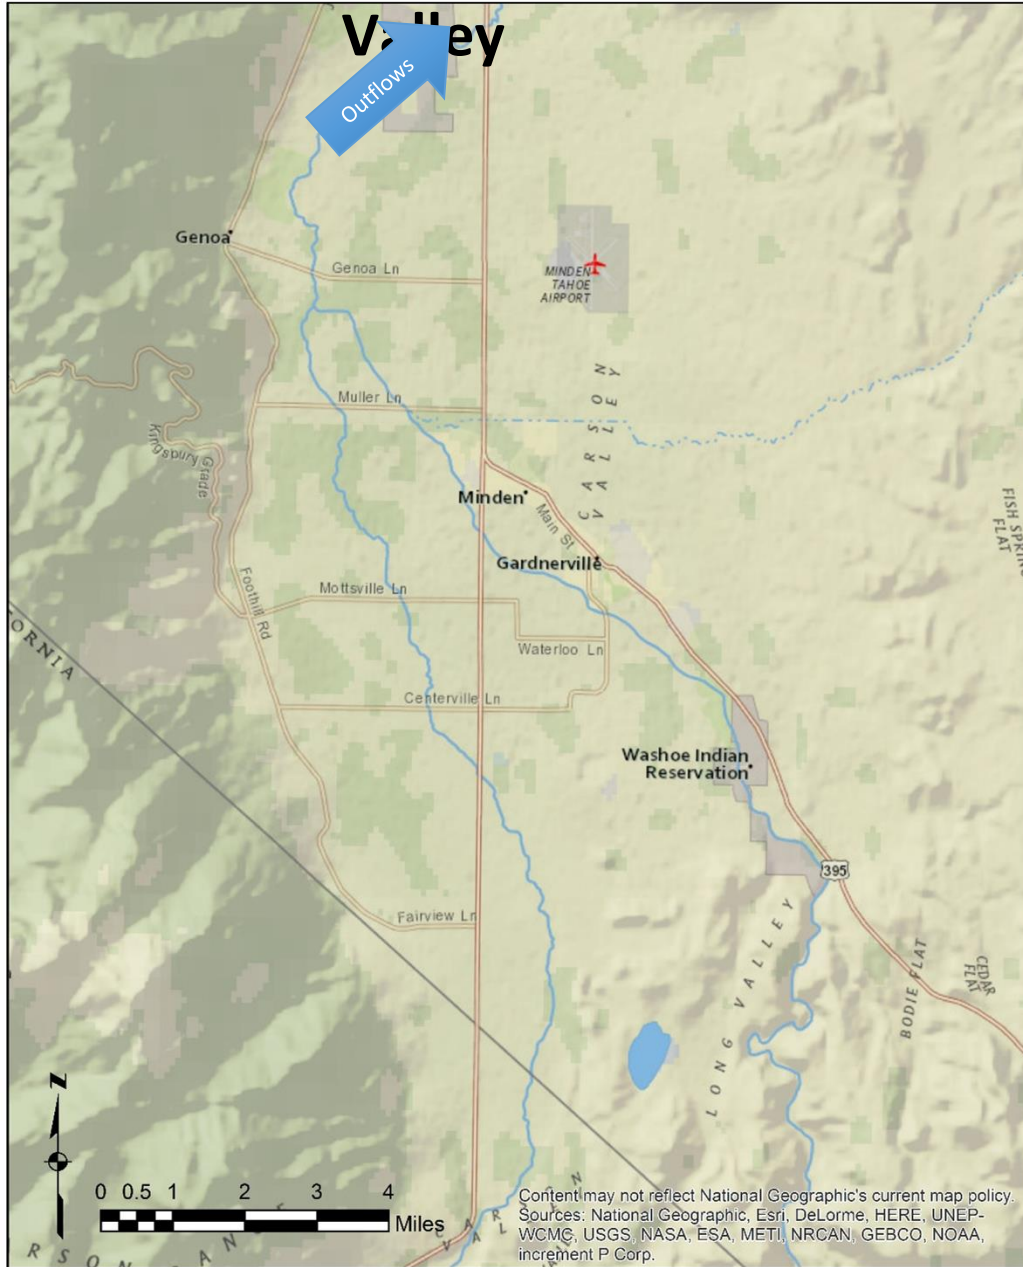 Valley
Outflows
Genoa
Genoa Ln
MINDEN
TAHOE
AIRPORT
CARSON
VALLEY
Muller Ln
Kingsbury Grade
Minden
Main St
FISH SPRING
FLAT
Gardnerville
Foothill Rd
Mottsville Ln
ORNIA
Waterloo Ln
Centerville Ln
Washoe Indian
Reservation
395
Fairview Ln
LONG VALLEY
BODIE FLAT
CEDAR
FLAT
N
0 0.5 1 2 3 4
Miles
Content may not reflect National Geographic's current map policy.
Sources: National Geographic, Esri, DeLorme, HERE, UNEP-
WCMC, USGS, NASA, ESA, METI, NRCAN, GEBCO, NOAA,
increment P Corp.